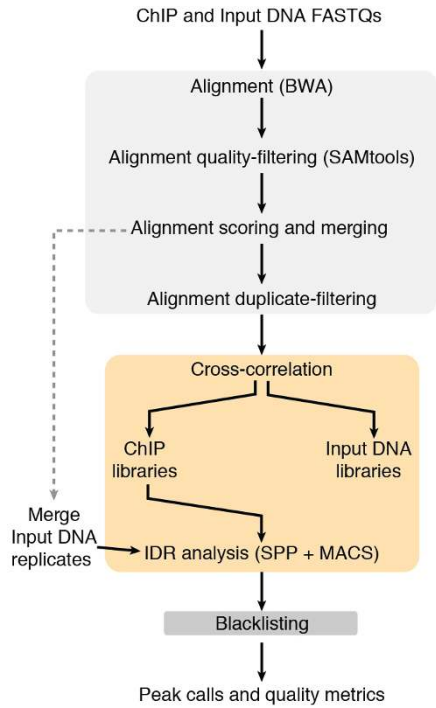 ChIP and Input DNA FASTQs
Alignment (BWA)
Alignment quality-filtering (SAMtools)
Alignment scoring and merging
Alignment duplicate-filtering
Cross-correlation
ChIP
libraries
Input DNA
libraries
Merge
Input DNA
replicates
IDR analysis (SPP + MACS)
Blacklisting
Peak calls and quality metrics